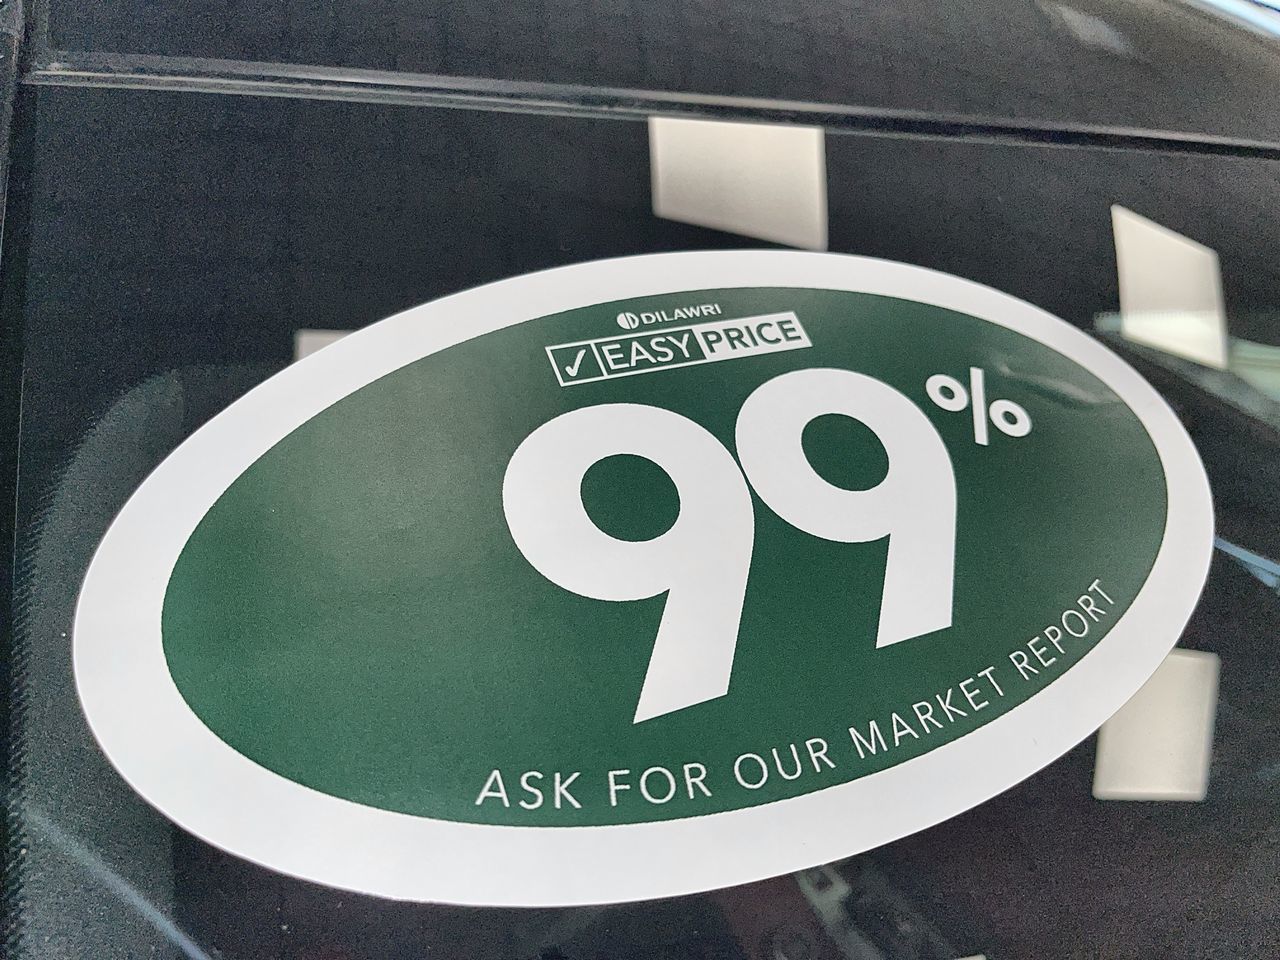 DILAWRI
✓ EASY PRICE
99%
ASK FOR OUR MARKET REPORT